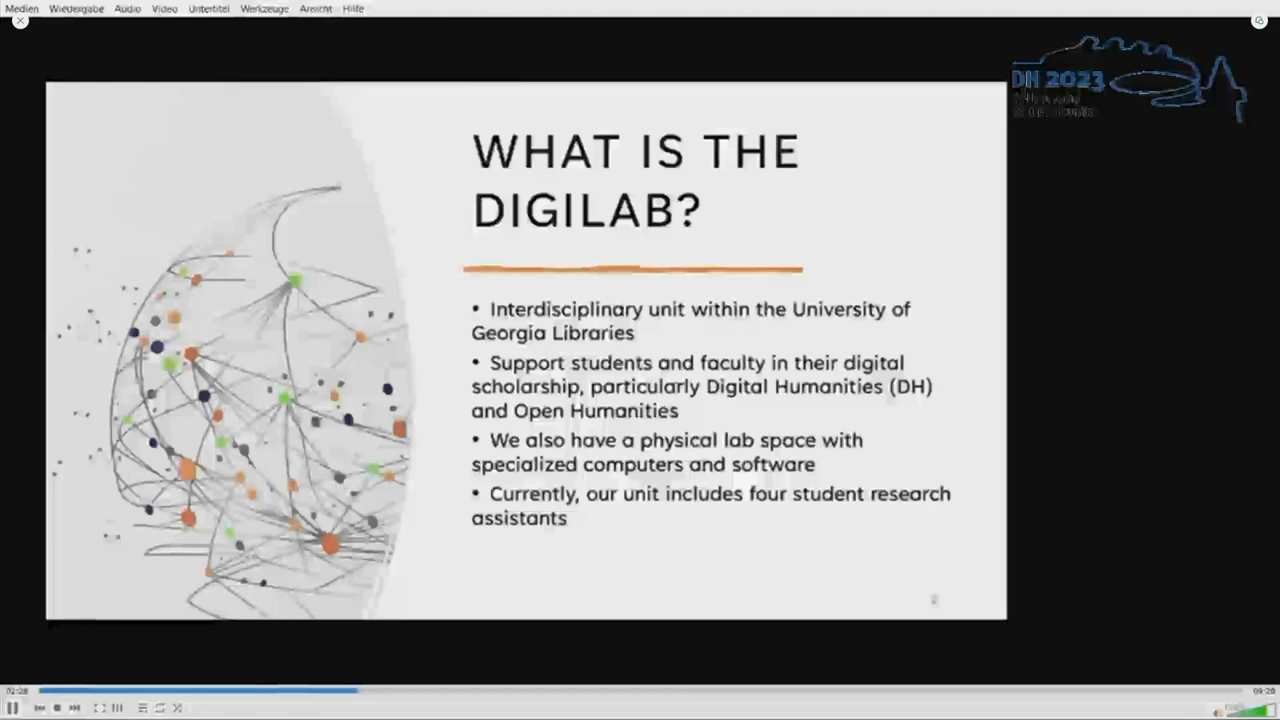 Medien Wiedergabe Audio Video Untertitel Werkzeuge Ansicht Hilfe
DH 2023
WHAT IS THE
DIGILAB?
• Interdisciplinary unit within the University of
Georgia Libraries
• Support students and faculty in their digital
scholarship, particularly Digital Humanities (DH)
and Open Humanities
• We also have a physical lab space with
specialized computers and software
• Currently, our unit includes four student research
assistants
2
02:28
09:20